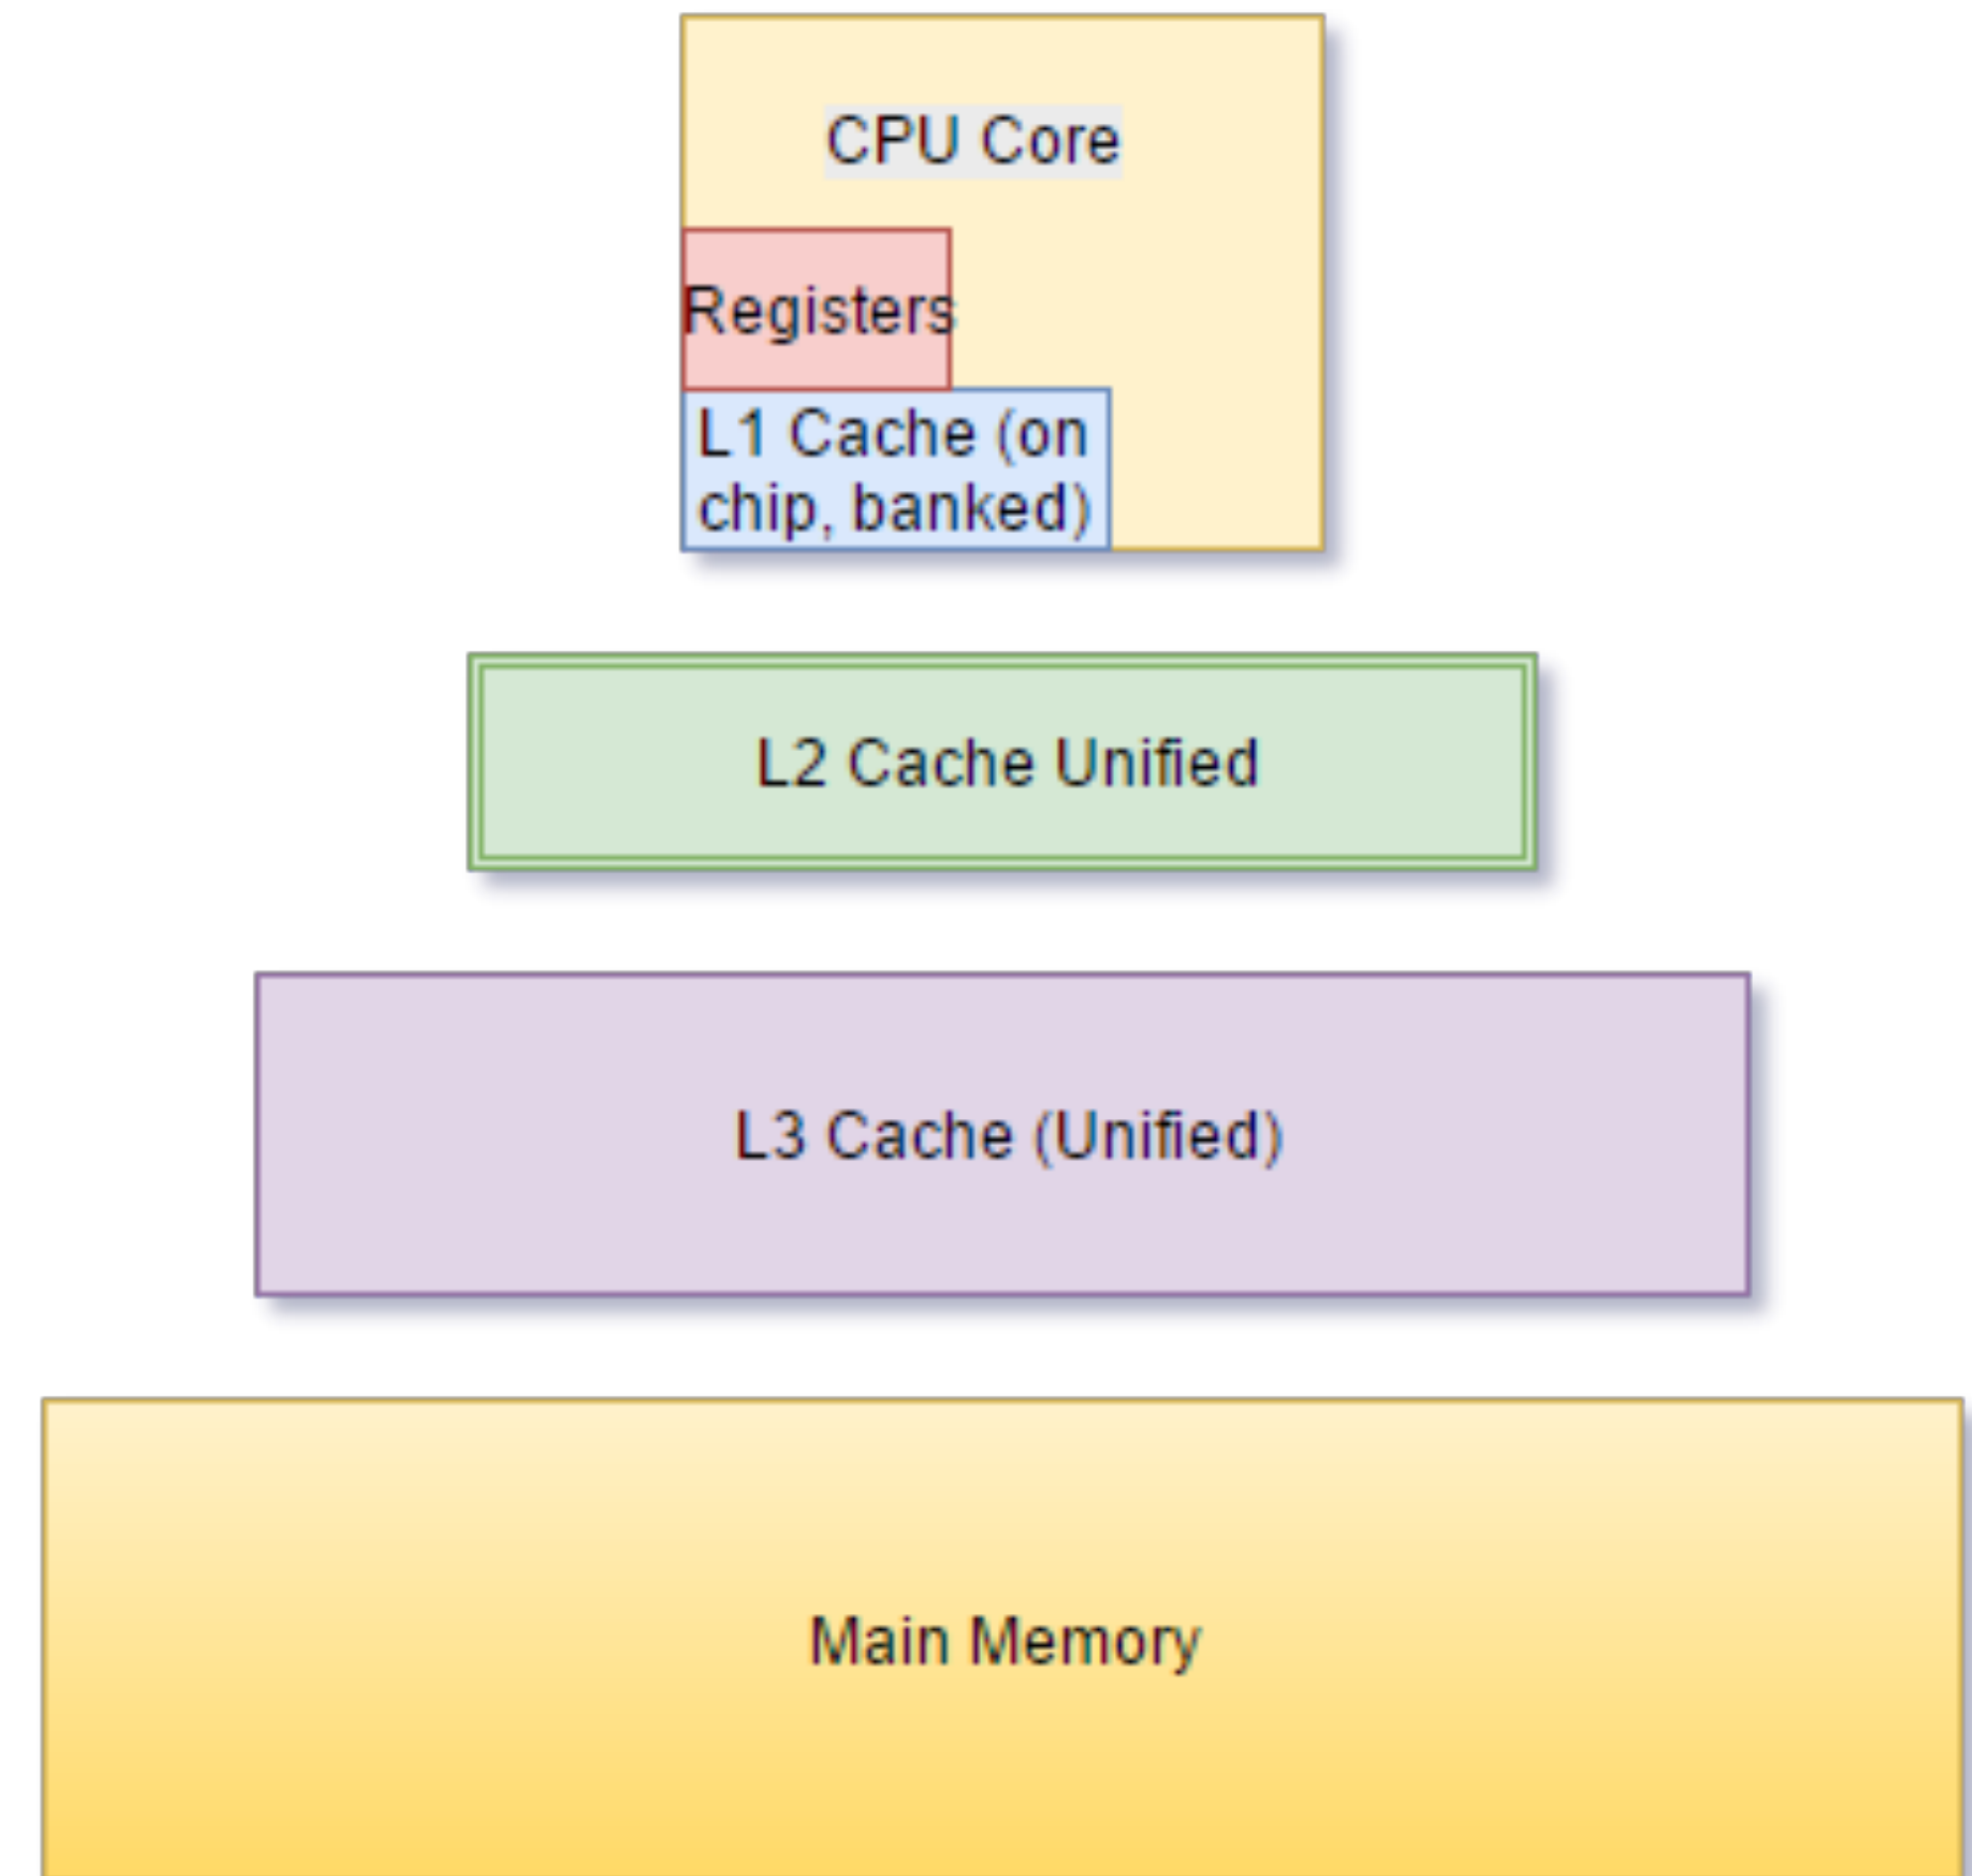 CPU Core
Registers
L1 Cache (on
chip, banked)
L2 Cache Unified
L3 Cache (Unified)
Main Memory